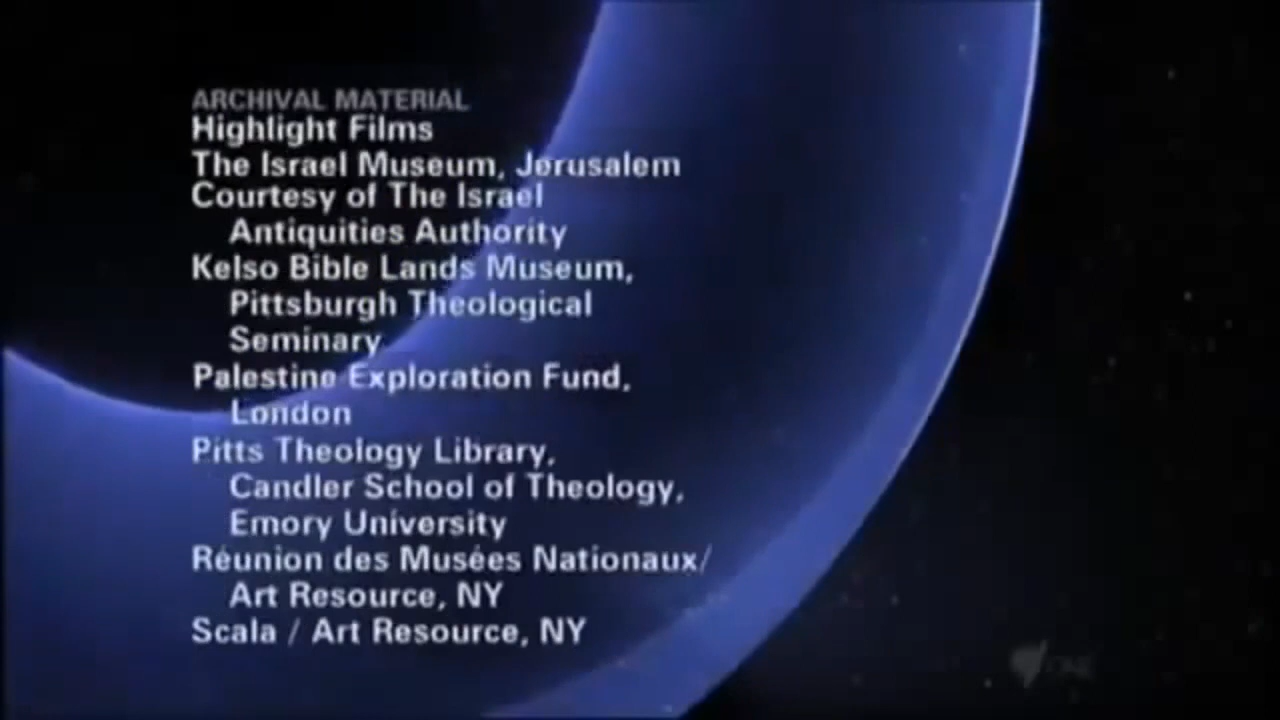 ARCHIVAL MATERIAL
Highlight Films
The Israel Museum, Jerusalem
Courtesy of The Israel
Antiquities Authority
Kelso Bible Lands Museum,
Pittsburgh Theological
Seminary
Palestine Exploration Fund,
London
Pitts Theology Library,
Candler School of Theology,
Emory University
Réunion des Musées Nationaux/
Art Resource, NY
Scala / Art Resource, NY
ONE